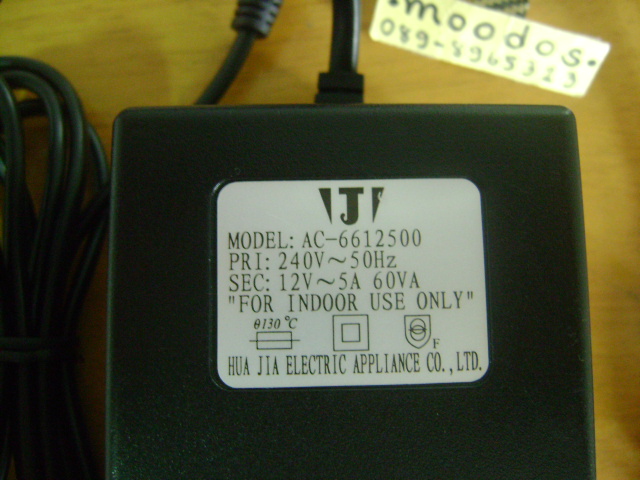 .moodos.
089-8965323
J
MODEL: AC-6612500
PRI: 240V~50Hz
SEC: 12V~5A 60VA
"FOR INDOOR USE ONLY"
θ130℃
F
HUA JIA ELECTRIC APPLIANCE CO.,LTD.